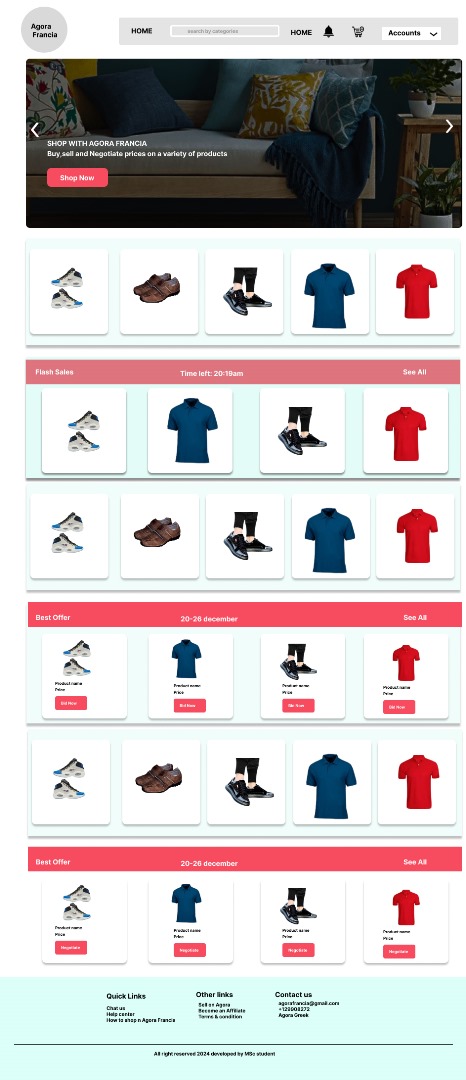 Agora
Francia
HOME
search by categories
HOME
Accounts
SHOP WITH AGORA FRANCIA
Buy,sell and Negotiate prices on a variety of products
Shop Now
Flash Sales
Time left: 20:19am
See All
Best Offer
20-26 december
See All
Product name
Price
Bid Now
Product name
Price
Bid Now
Product name
Price
Bid Now
Product name
Price
Bid Now
Best Offer
20-26 december
See All
Product name
Price
Negotiate
Product name
Price
Negotiate
Product name
Price
Negotiate
Product name
Price
Negotiate
Quick Links
Chat us
Help center
How to shop n Agora Francia
Other links
Sell on Agora
Become an Affiliate
Terms & condition
Contact us
agorafrancia@gmail.com
+129908272
Agora Greek
All right reserved 2024 developed by MSc student